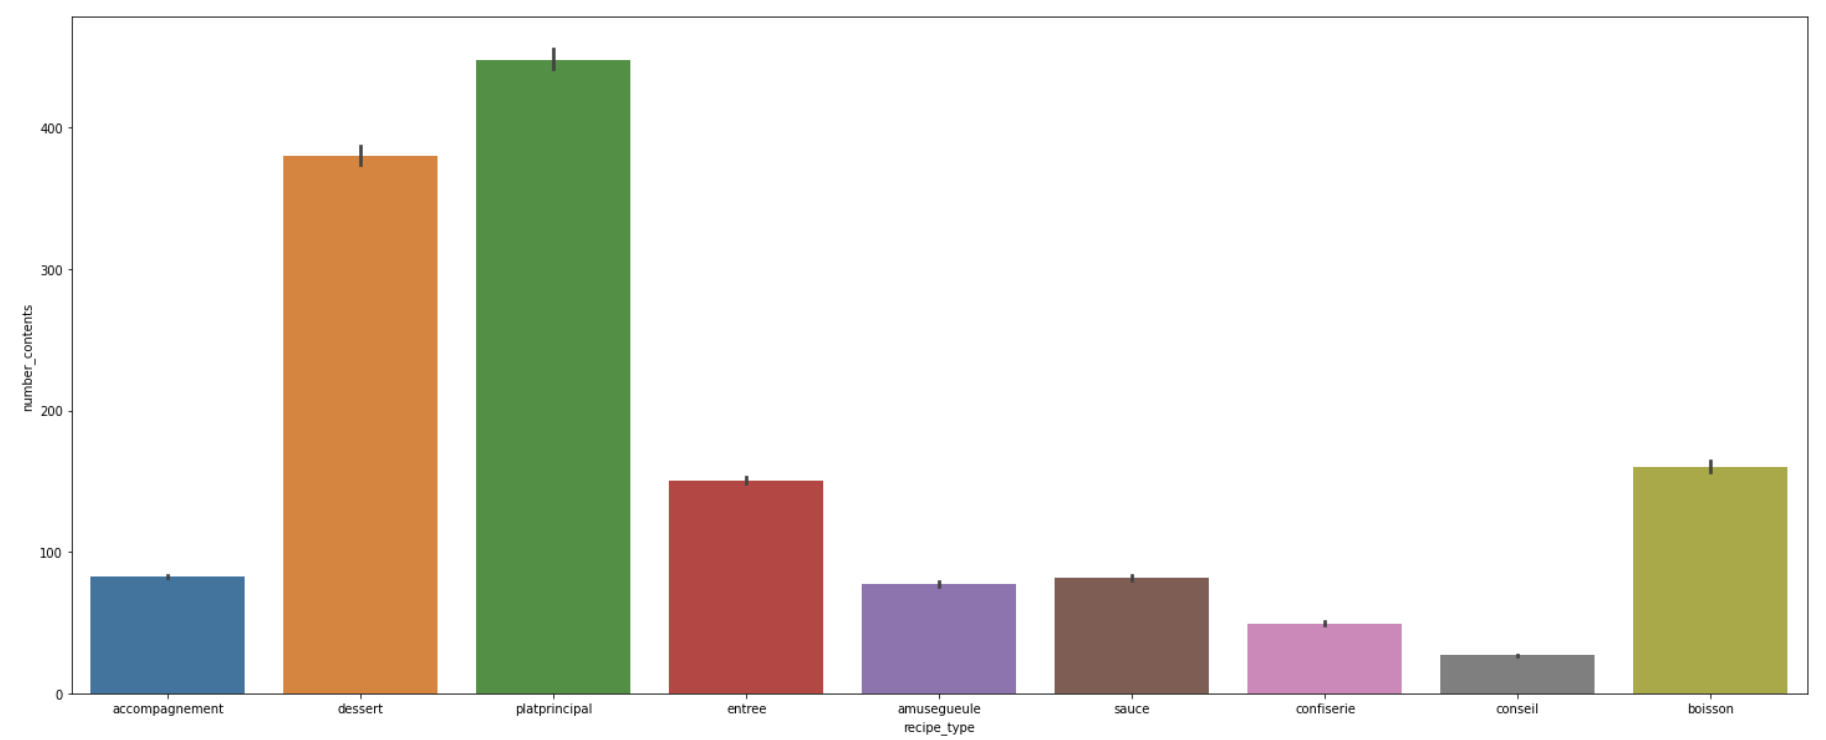 number_contents
400
300
200
100
0
accompagnement dessert platprincipal entree amusegueule sauce confiserie conseil boisson
recipe_type